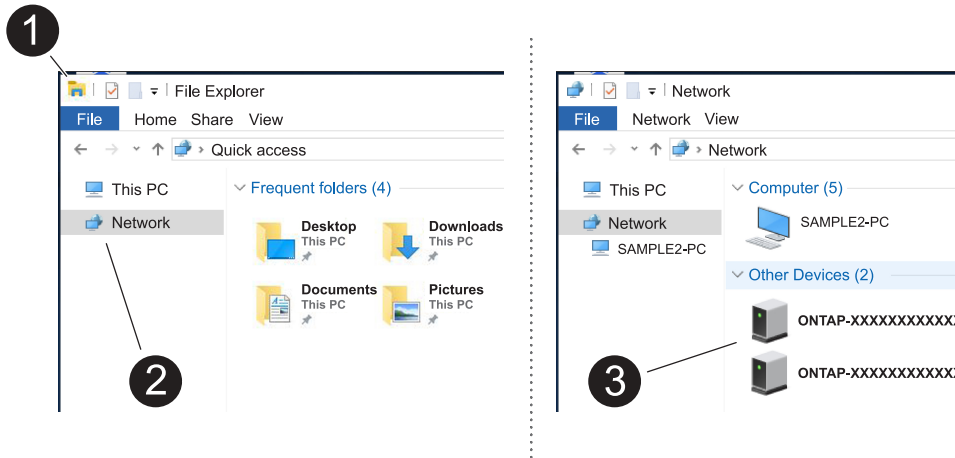 1
File Explorer
File Home Share View
Quick access
This PC
Network
Frequent folders (4)
Desktop
This PC
Downloads
This PC
Documents
This PC
Pictures
This PC
2
Network
File Network View
Network
This PC
Network
SAMPLE2-PC
Computer (5)
SAMPLE2-PC
Other Devices (2)
ONTAP-XXXXXXXXXXX
ONTAP-XXXXXXXXXXX
3